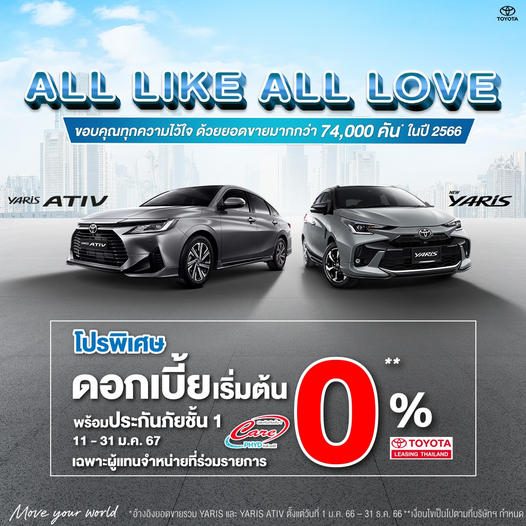 TOYOTA
ALL LIKE ALL LOVE
ขอบคุณทุกความไว้ใจ ด้วยยอดขายมากกว่า 74,000 คัน* ในปี 2566
YARiS ATIV
NEW YARiS
ATIV
YARiS
โปรพิเศษ
ดอกเบี้ยเริ่มต้น 0%**
พร้อมประกันภัยชั้น 1 Care PHYD
11 - 31 ม.ค. 67
เฉพาะผู้แทนจำหน่ายที่ร่วมรายการ
TOYOTA
LEASING THAILAND
Move your world
*อ้างอิงยอดขายรวม YARIS และ YARIS ATIV ตั้งแต่วันที่ 1 ม.ค. 66 – 31 ธ.ค. 66 **เงื่อนไขเป็นไปตามที่บริษัทฯ กำหนด